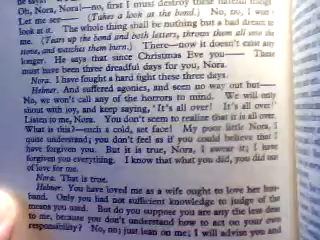 Oh, Nora, Nora!—no, first I must destroy these hateful things
Let me see—— (Takes a look at the bond.) No, no, I won't
look at it. The whole thing shall be nothing but a bad dream to
me. (Tears up the bond and both letters, throws them all into the
stove, and watches them burn.) There—now it doesn't exist any
longer. He says that since Christmas Eve you—— These
must have been three dreadful days for you, Nora.
Nora. I have fought a hard fight these three days.
Helmer. And suffered agonies, and seen no way out but——
No, we won't call any of the horrors to mind. We will only
shout with joy, and keep saying, "It's all over! It's all over!"
Listen to me, Nora. You don't seem to realize that it is all over.
What is this?—such a cold, set face! My poor little Nora, I
quite understand; you don't feel as if you could believe that I
have forgiven you. But it is true, Nora, I swear it; I have
forgiven you everything. I know that what you did, you did out
of love for me.
Nora. That is true.
Helmer. You have loved me as a wife ought to love her hus-
band. Only you had not sufficient knowledge to judge of the
means you used. But do you suppose you are any the less dear
to me, because you don't understand how to act on your own
responsibility? No, no; just lean on me; I will advise you and